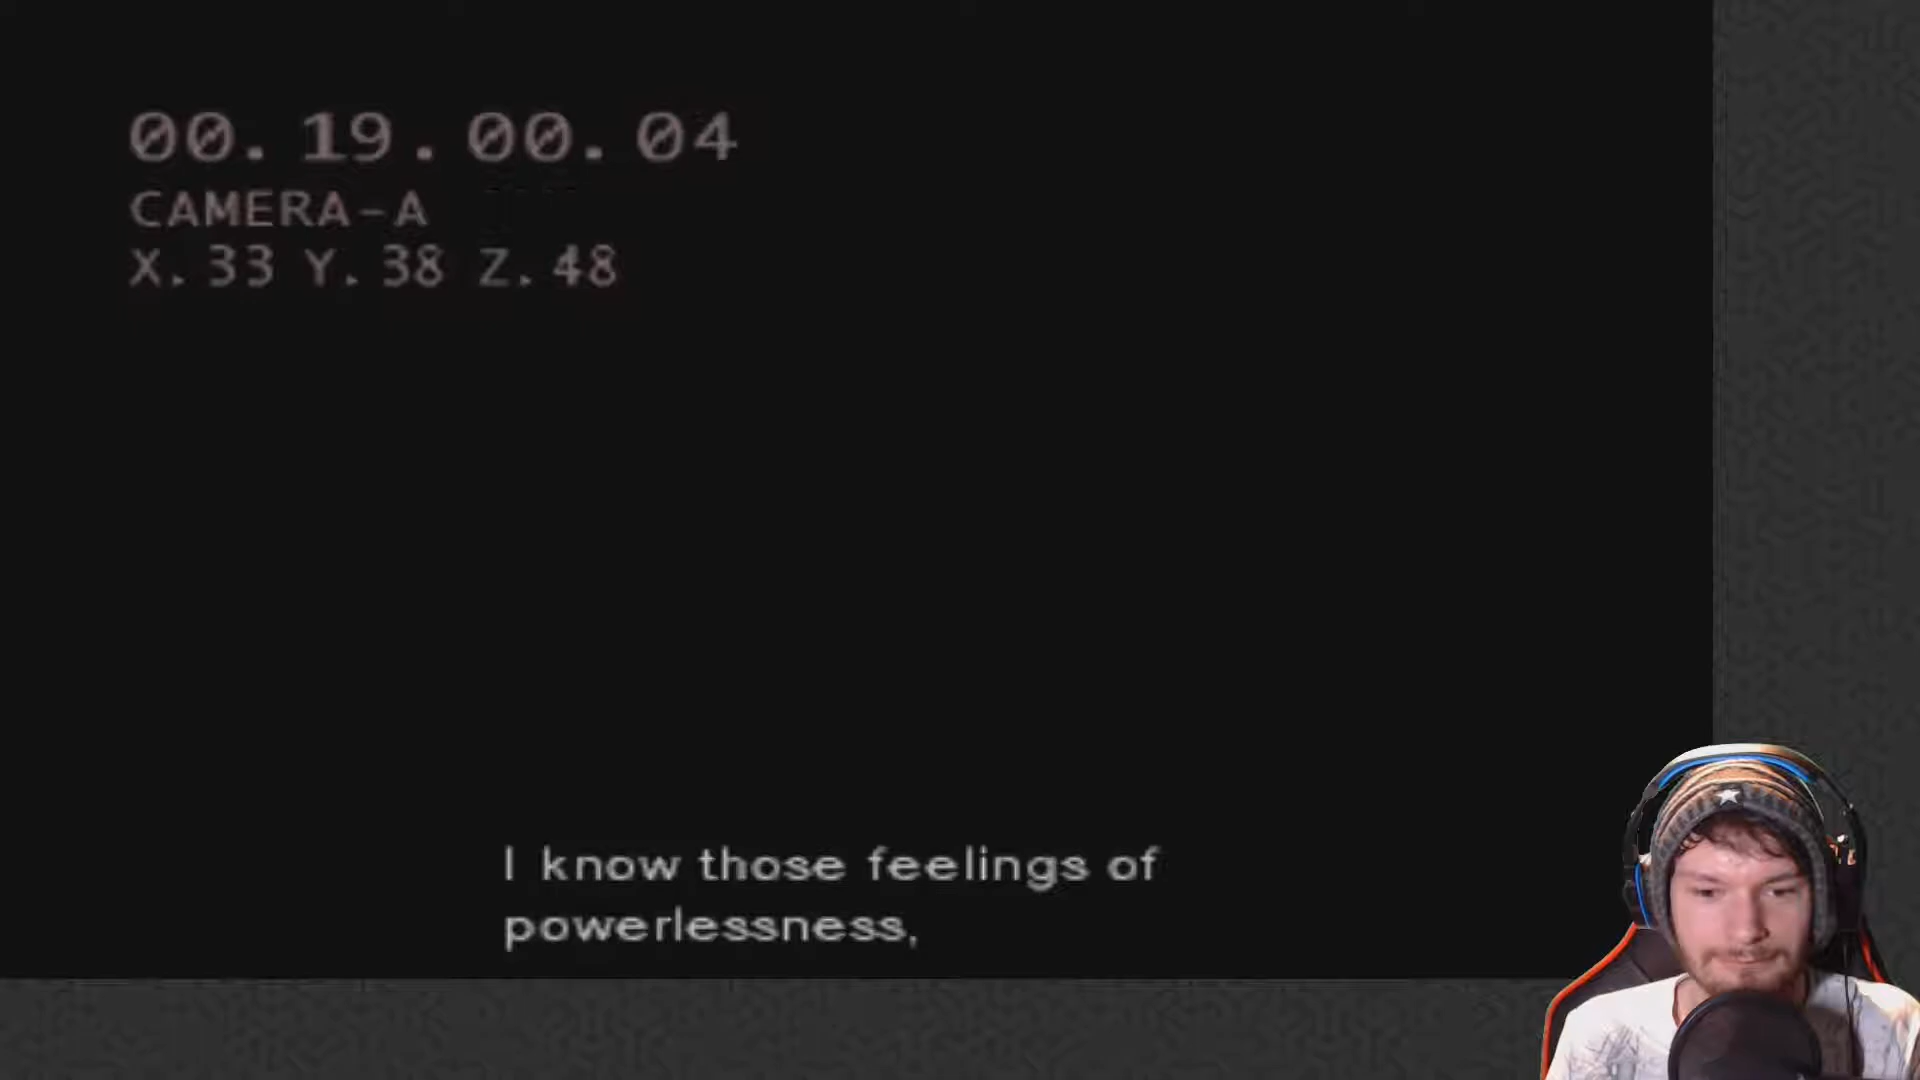 00.19.00.04
CAMERA-A
X.33 Y.38 Z.48
I know those feelings of
powerlessness,